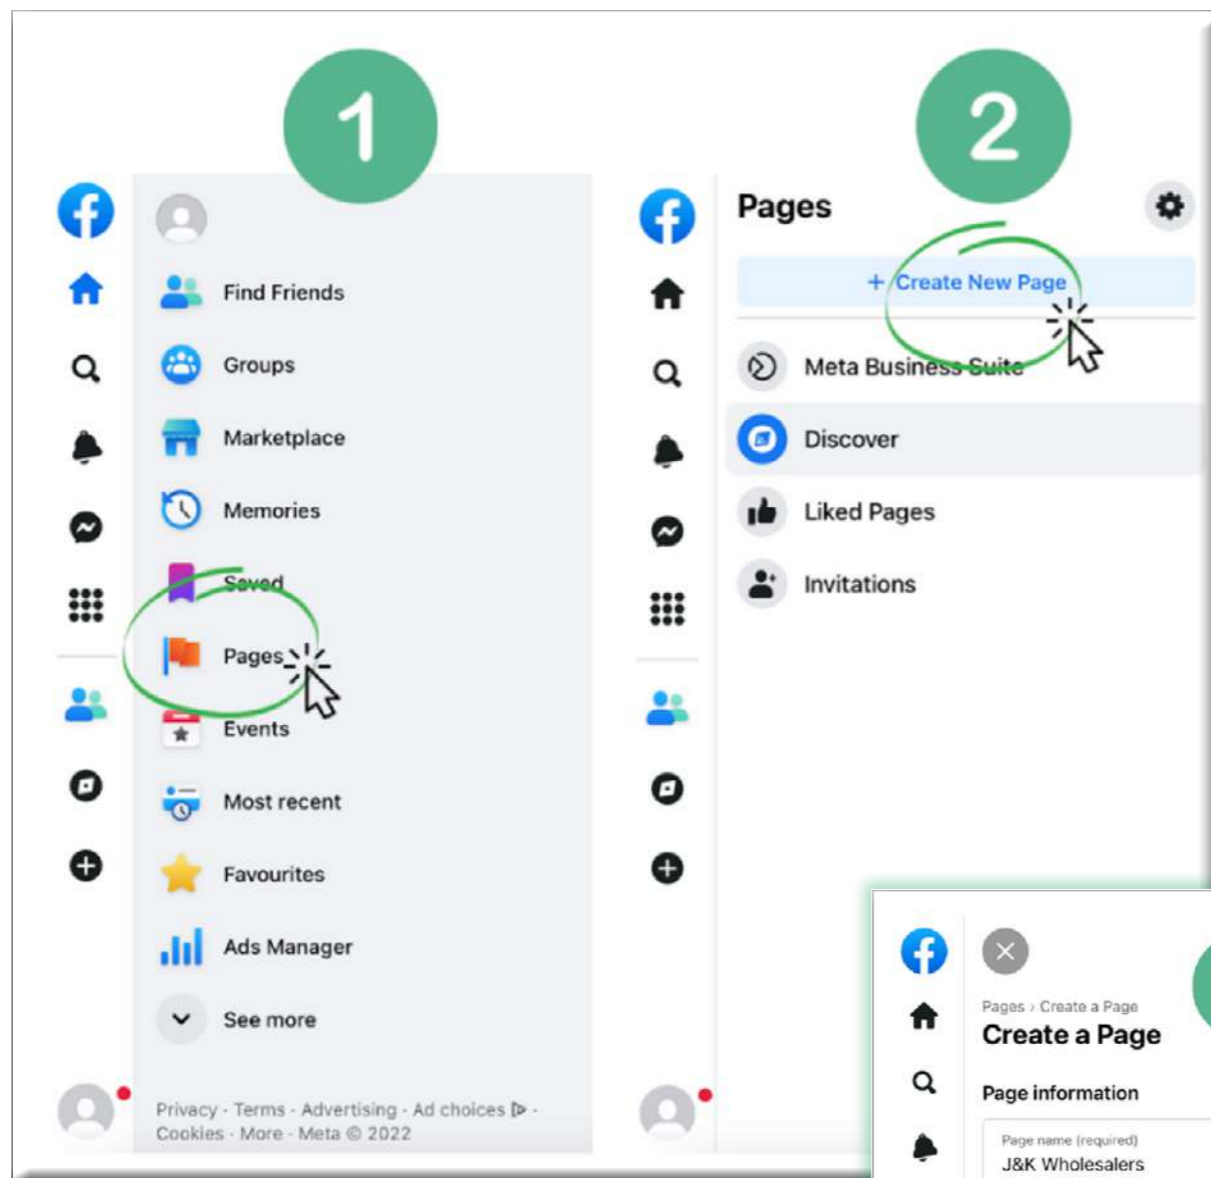 1
Find Friends
Groups
Marketplace
Memories
Saved
Pages
Events
Most recent
Favourites
Ads Manager
See more
Privacy · Terms · Advertising · Ad choices ·
Cookies · More · Meta © 2022
2
Pages
+ Create New Page
Meta Business Suite
Discover
Liked Pages
Invitations
Pages › Create a Page
Create a Page
Page information
Page name (required)
J&K Wholesalers